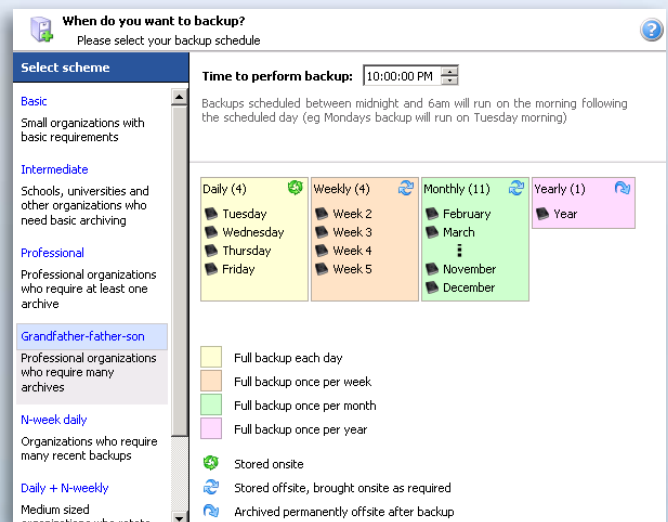 When do you want to backup?
Please select your backup schedule
Select scheme
Basic
Small organizations with
basic requirements
Intermediate
Schools, universities and
other organizations who
need basic archiving
Professional
Professional organizations
who require at least one
archive
Grandfather-father-son
Professional organizations
who require many
archives
N-week daily
Organizations who require
many recent backups
Daily + N-weekly
Medium sized
organizations who rotate
Time to perform backup: 10:00:00 PM
Backups scheduled between midnight and 6am will run on the morning following
the scheduled day (eg Mondays backup will run on Tuesday morning)
Daily (4)
Tuesday
Wednesday
Thursday
Friday
Weekly (4)
Week 2
Week 3
Week 4
Week 5
Monthly (11)
February
March
November
December
Yearly (1)
Year
Full backup each day
Full backup once per week
Full backup once per month
Full backup once per year
Stored onsite
Stored offsite, brought onsite as required
Archived permanently offsite after backup